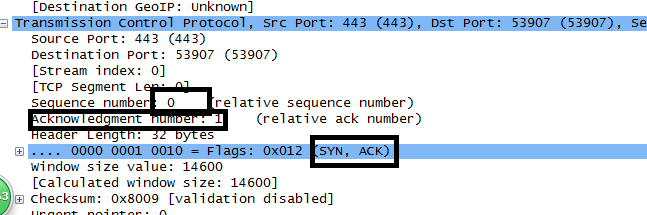 [Destination GeoIP: Unknown]
Transmission Control Protocol, Src Port: 443 (443), Dst Port: 53907 (53907), Se
Source Port: 443 (443)
Destination Port: 53907 (53907)
[Stream index: 0]
[TCP Segment Len: 0]
Sequence number: 0 (relative sequence number)
Acknowledgment number: 1 (relative ack number)
Header Length: 32 bytes
.... 0000 0001 0010 = Flags: 0x012 (SYN, ACK)
Window size value: 14600
[Calculated window size: 14600]
Checksum: 0x8009 [validation disabled]
Urgent pointer: 0